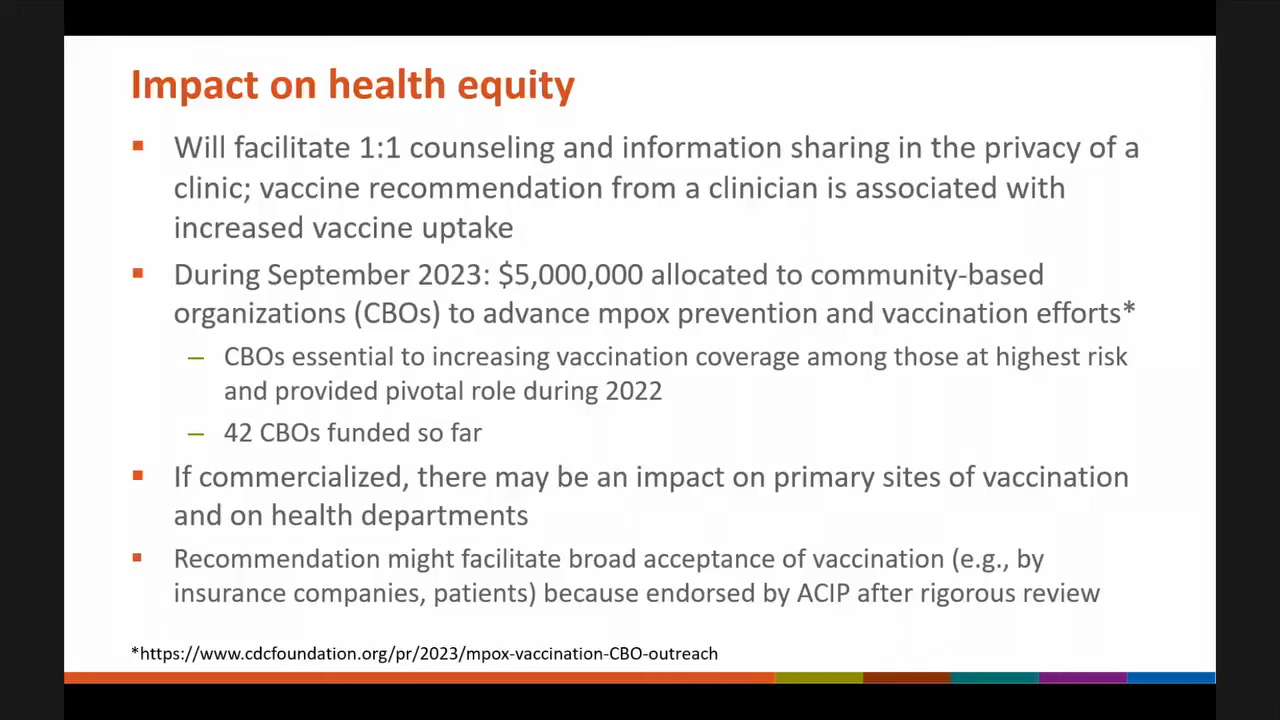 Impact on health equity
▪ Will facilitate 1:1 counseling and information sharing in the privacy of a
clinic; vaccine recommendation from a clinician is associated with
increased vaccine uptake
▪ During September 2023: $5,000,000 allocated to community-based
organizations (CBOs) to advance mpox prevention and vaccination efforts*
– CBOs essential to increasing vaccination coverage among those at highest risk
and provided pivotal role during 2022
– 42 CBOs funded so far
▪ If commercialized, there may be an impact on primary sites of vaccination
and on health departments
▪ Recommendation might facilitate broad acceptance of vaccination (e.g., by
insurance companies, patients) because endorsed by ACIP after rigorous review
*https://www.cdcfoundation.org/pr/2023/mpox-vaccination-CBO-outreach